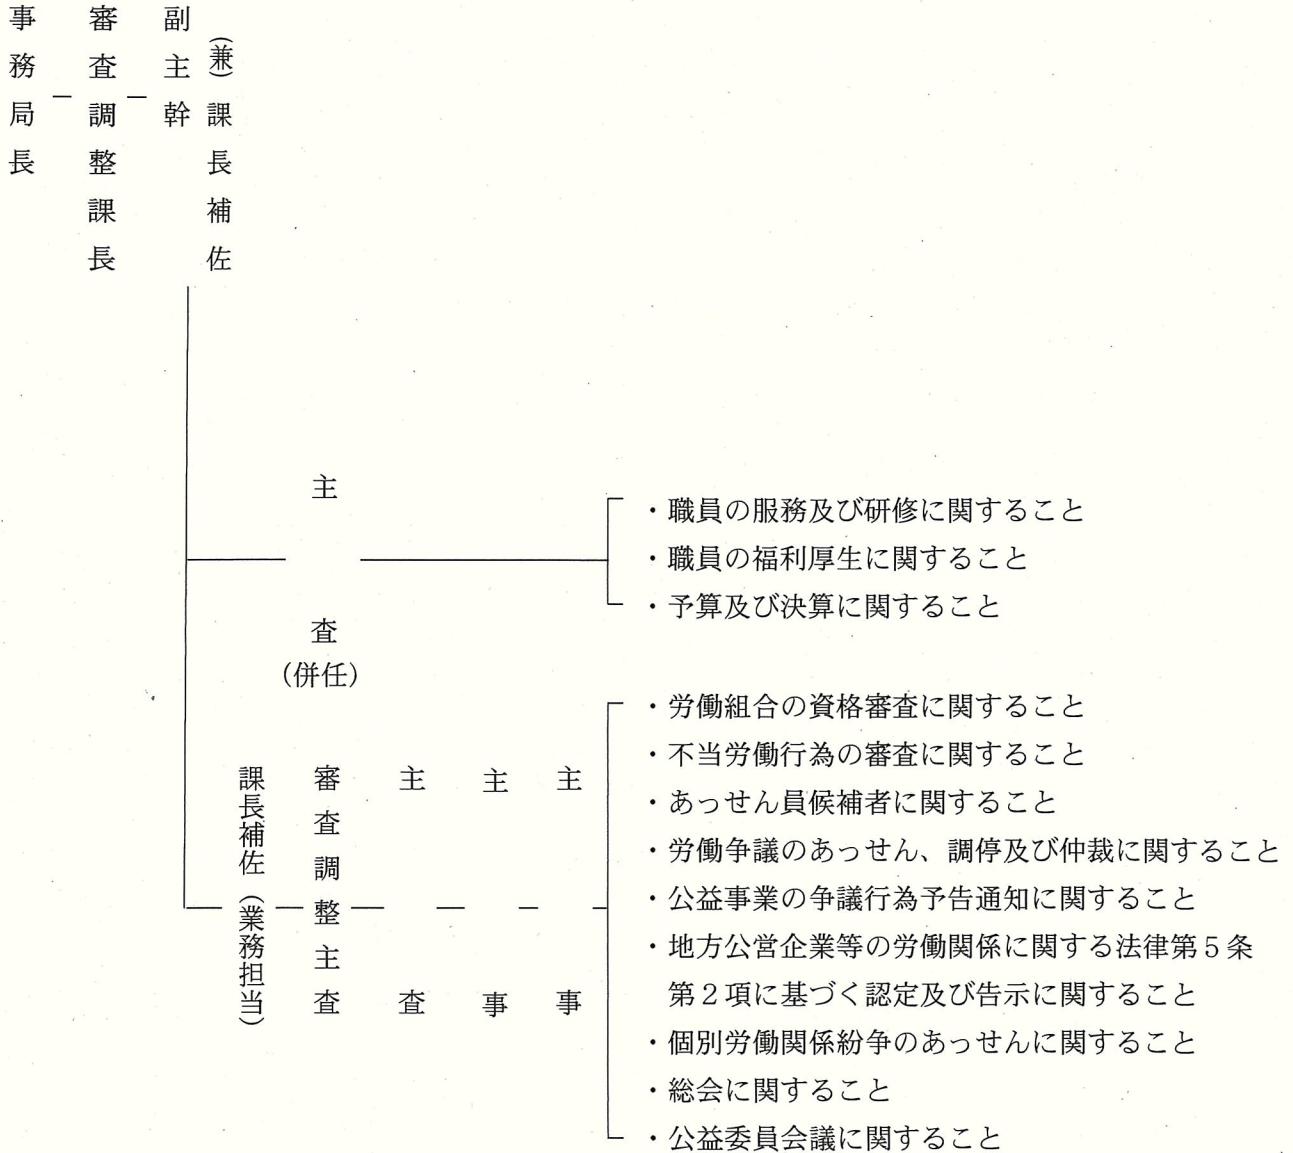 事務局長
審査調整課長
副主幹
（兼）課長補佐
主査
（併任）
・職員の服務及び研修に関すること
・職員の福利厚生に関すること
・予算及び決算に関すること
課長補佐（業務担当）
審査調整主査
主査
主事
主事
・労働組合の資格審査に関すること
・不当労働行為の審査に関すること
・あっせん員候補者に関すること
・労働争議のあっせん、調停及び仲裁に関すること
・公益事業の争議行為予告通知に関すること
・地方公営企業等の労働関係に関する法律第５条
第２項に基づく認定及び告示に関すること
・個別労働関係紛争のあっせんに関すること
・総会に関すること
・公益委員会議に関すること